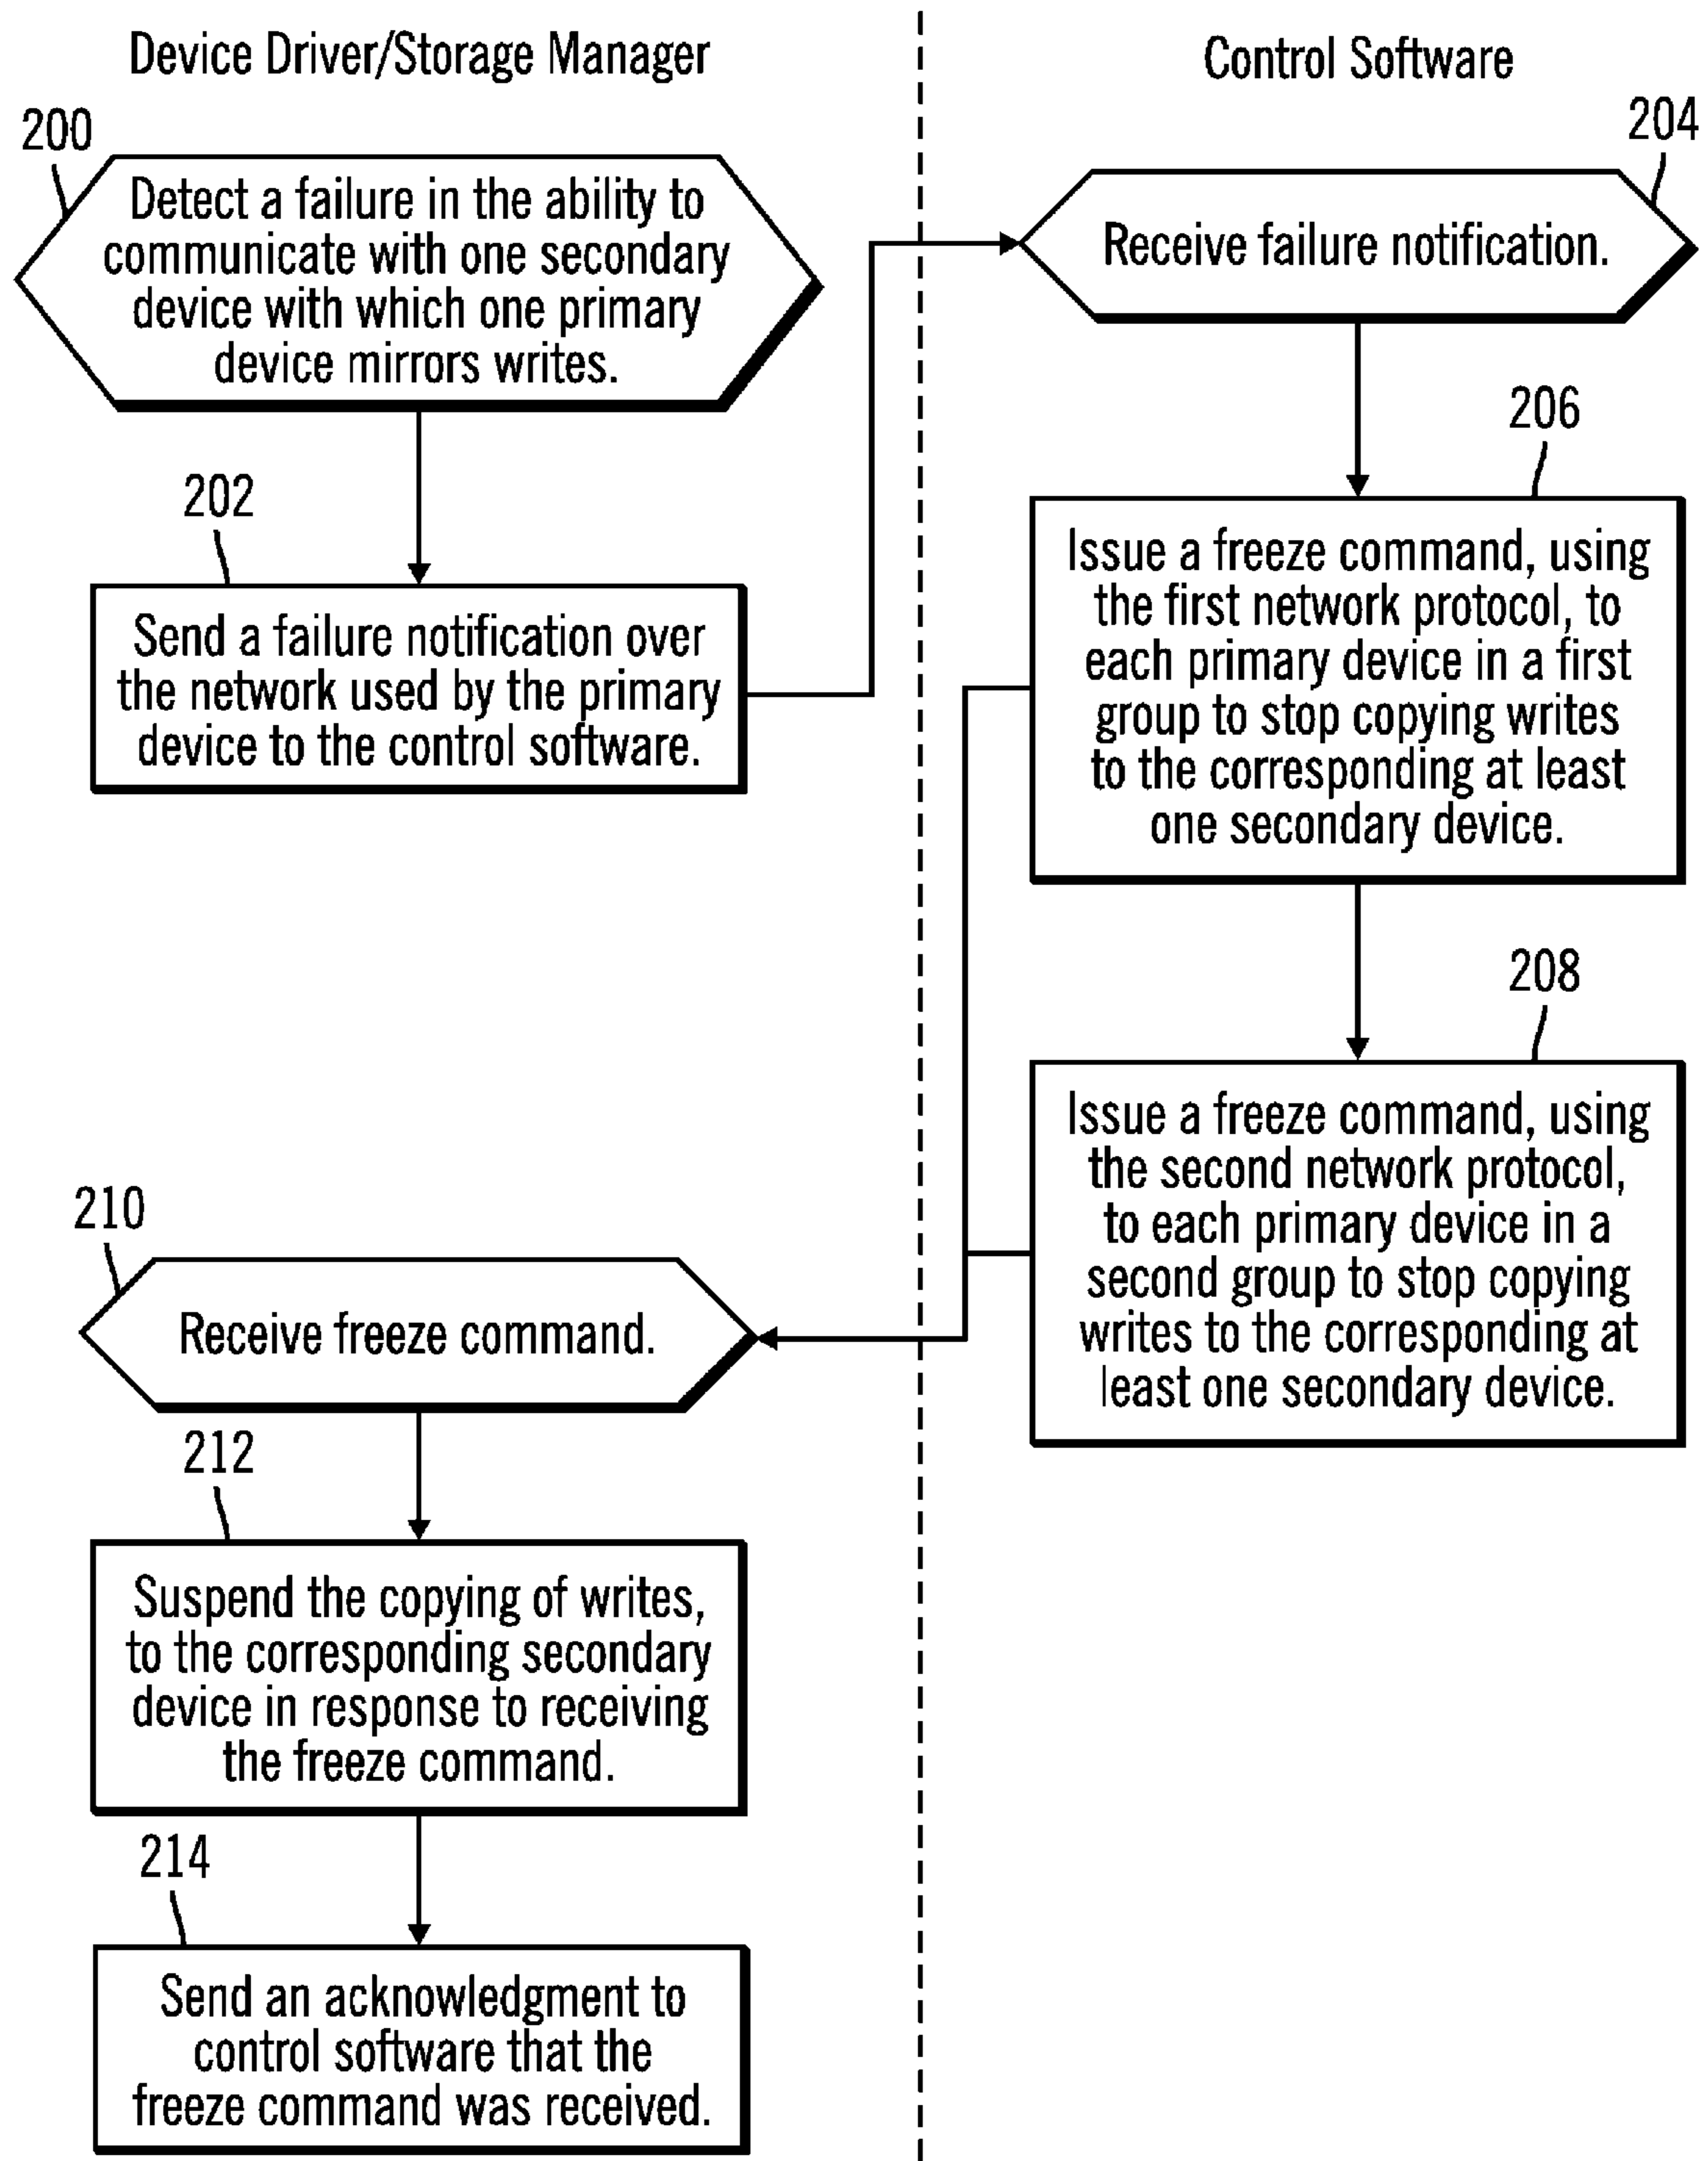 Device Driver/Storage Manager
Control Software
200
Detect a failure in the ability to
communicate with one secondary
device with which one primary
device mirrors writes.
204
Receive failure notification.
202
Send a failure notification over
the network used by the primary
device to the control software.
206
Issue a freeze command, using
the first network protocol, to
each primary device in a first
group to stop copying writes
to the corresponding at least
one secondary device.
208
Issue a freeze command, using
the second network protocol,
to each primary device in a
second group to stop copying
writes to the corresponding at
least one secondary device.
210
Receive freeze command.
212
Suspend the copying of writes,
to the corresponding secondary
device in response to receiving
the freeze command.
214
Send an acknowledgment to
control software that the
freeze command was received.